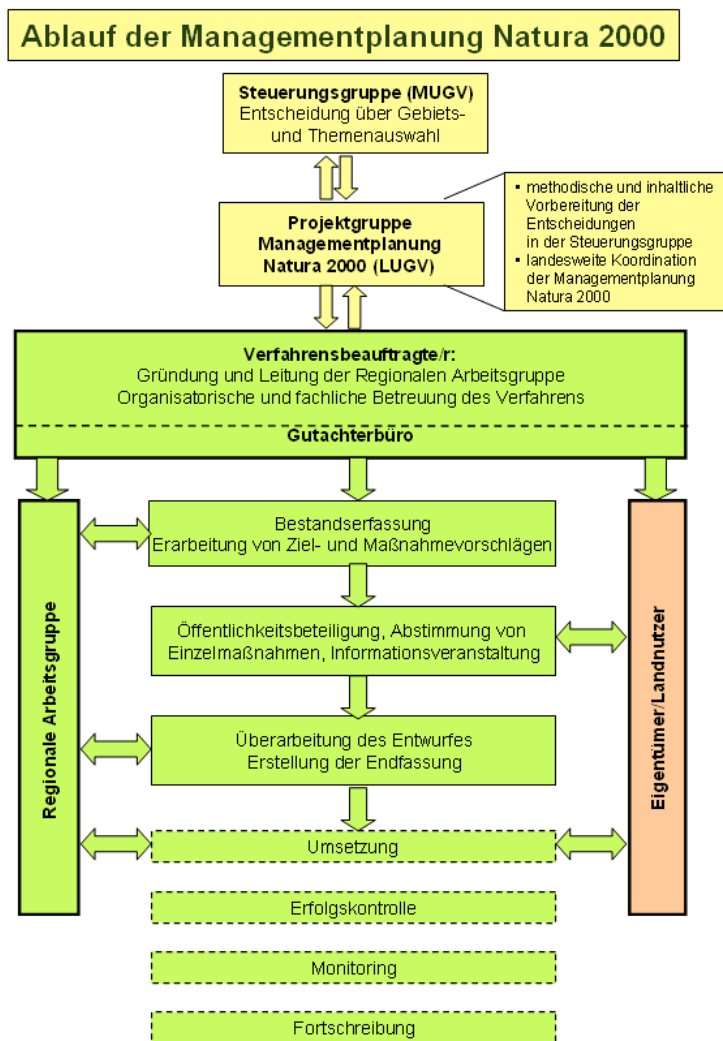 Ablauf der Managementplanung Natura 2000
Steuerungsgruppe (MUGV)
Entscheidung über Gebiets-
und Themenauswahl
Projektgruppe
Managementplanung
Natura 2000 (LUGV)
▪ methodische und inhaltliche
Vorbereitung der
Entscheidungen
in der Steuerungsgruppe
▪ landesweite Koordination
der Managementplanung
Natura 2000
Verfahrensbeauftragte/r:
Gründung und Leitung der Regionalen Arbeitsgruppe
Organisatorische und fachliche Betreuung des Verfahrens
Gutachterbüro
Regionale Arbeitsgruppe
Bestandserfassung
Erarbeitung von Ziel- und Maßnahmevorschlägen
Öffentlichkeitsbeteiligung, Abstimmung von
Einzelmaßnahmen, Informationsveranstaltung
Überarbeitung des Entwurfes
Erstellung der Endfassung
Umsetzung
Erfolgskontrolle
Monitoring
Fortschreibung
Eigentümer/Landnutzer